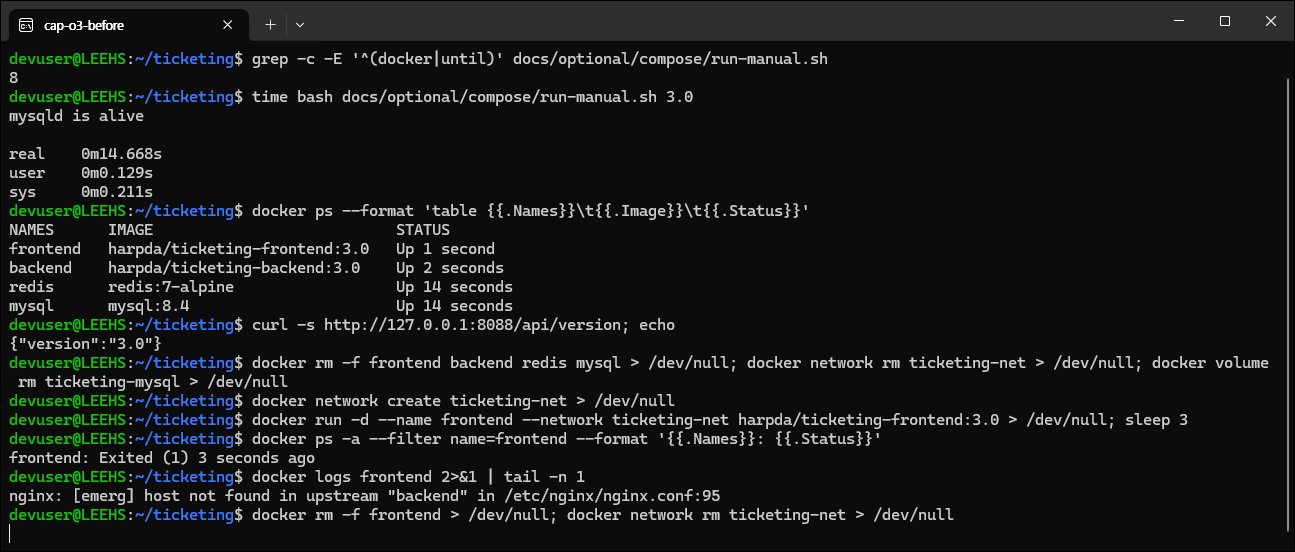 cap-o3-before
devuser@LEEHS:~/ticketing$ grep -c -E '^(docker|until)' docs/optional/compose/run-manual.sh
8
devuser@LEEHS:~/ticketing$ time bash docs/optional/compose/run-manual.sh 3.0
mysqld is alive

real    0m14.668s
user    0m0.129s
sys     0m0.211s
devuser@LEEHS:~/ticketing$ docker ps --format 'table {{.Names}}\t{{.Image}}\t{{.Status}}'
NAMES      IMAGE                           STATUS
frontend   harpda/ticketing-frontend:3.0   Up 1 second
backend    harpda/ticketing-backend:3.0    Up 2 seconds
redis      redis:7-alpine                  Up 14 seconds
mysql      mysql:8.4                       Up 14 seconds
devuser@LEEHS:~/ticketing$ curl -s http://127.0.0.1:8088/api/version; echo
{"version":"3.0"}
devuser@LEEHS:~/ticketing$ docker rm -f frontend backend redis mysql > /dev/null; docker network rm ticketing-net > /dev/null; docker volume
 rm ticketing-mysql > /dev/null
devuser@LEEHS:~/ticketing$ docker network create ticketing-net > /dev/null
devuser@LEEHS:~/ticketing$ docker run -d --name frontend --network ticketing-net harpda/ticketing-frontend:3.0 > /dev/null; sleep 3
devuser@LEEHS:~/ticketing$ docker ps -a --filter name=frontend --format '{{.Names}}: {{.Status}}'
frontend: Exited (1) 3 seconds ago
devuser@LEEHS:~/ticketing$ docker logs frontend 2>&1 | tail -n 1
nginx: [emerg] host not found in upstream "backend" in /etc/nginx/nginx.conf:95
devuser@LEEHS:~/ticketing$ docker rm -f frontend > /dev/null; docker network rm ticketing-net > /dev/null